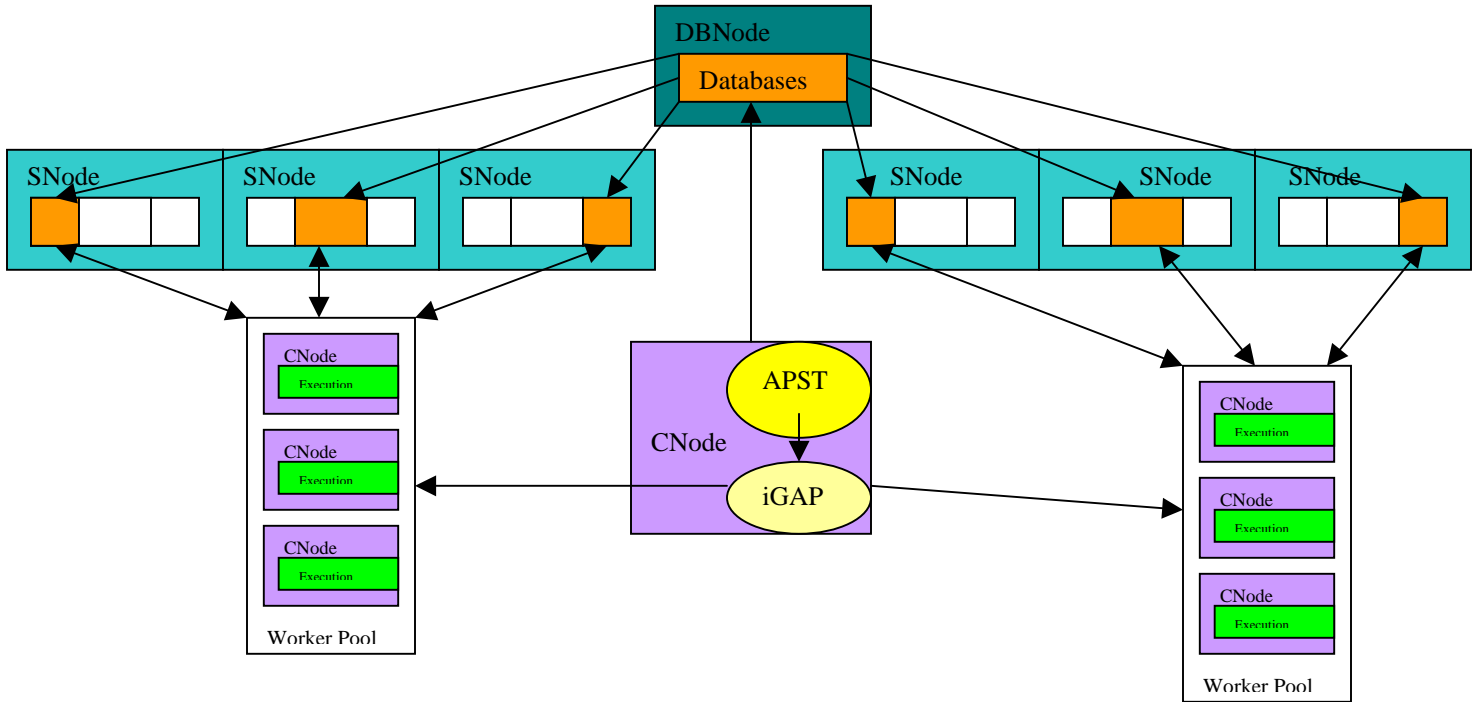 DBNode
Databases
SNode
SNode
SNode
SNode
SNode
SNode
CNode
Execution
CNode
Execution
CNode
Execution
Worker Pool
CNode
APST
iGAP
CNode
Execution
CNode
Execution
CNode
Execution
Worker Pool